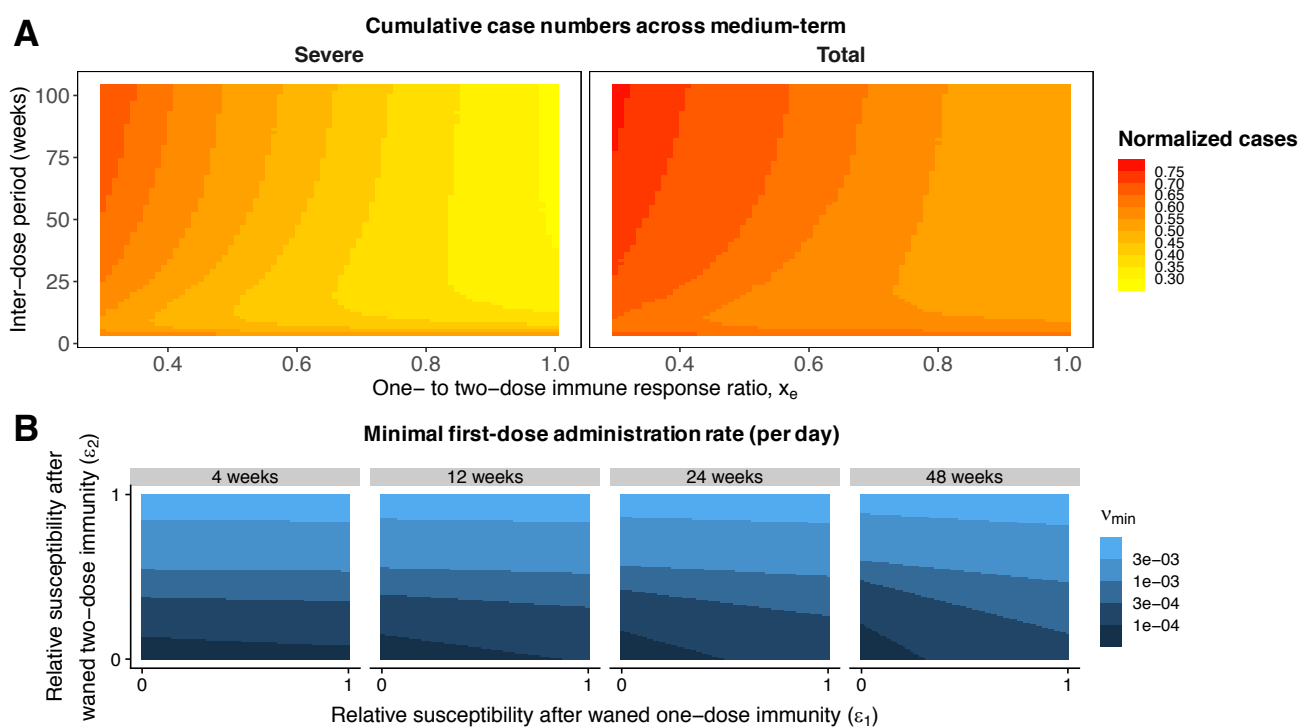 A
Cumulative case numbers across medium−term
Severe
Total
Inter−dose period (weeks)
100
75
50
25
0
0.4
0.6
0.8
1.0
0.4
0.6
0.8
1.0
One− to two−dose immune response ratio, xₑ
Normalized cases
0.75
0.70
0.65
0.60
0.55
0.50
0.45
0.40
0.35
0.30
B
Minimal first−dose administration rate (per day)
Relative susceptibility after
waned two−dose immunity (ε₂)
4 weeks
12 weeks
24 weeks
48 weeks
1
0
0
1
0
1
0
1
0
1
Relative susceptibility after waned one−dose immunity (ε₁)
νmin
3e−03
1e−03
3e−04
1e−04